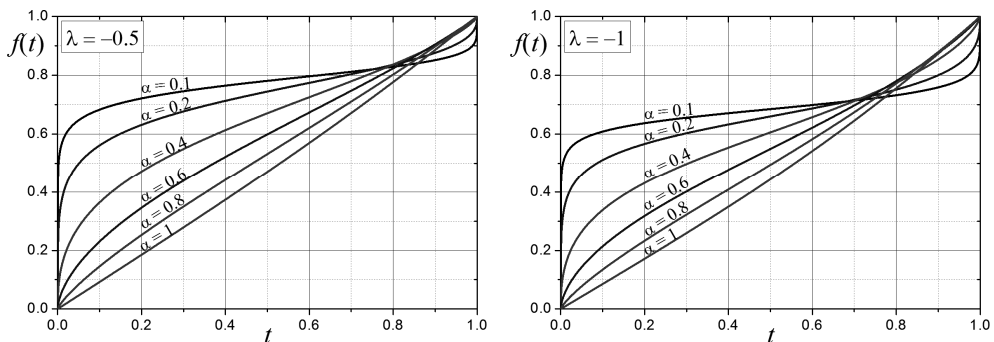 1.0
f(t)
λ = −0.5
0.8
α = 0.1
α = 0.2
0.6
α = 0.4
0.4
α = 0.6
α = 0.8
0.2
α = 1
0.0
0.0 0.2 0.4 0.6 0.8 1.0
t
1.0
f(t)
λ = −1
0.8
α = 0.1
0.6
α = 0.2
α = 0.4
0.4
α = 0.6
α = 0.8
0.2
α = 1
0.0
0.0 0.2 0.4 0.6 0.8 1.0
t